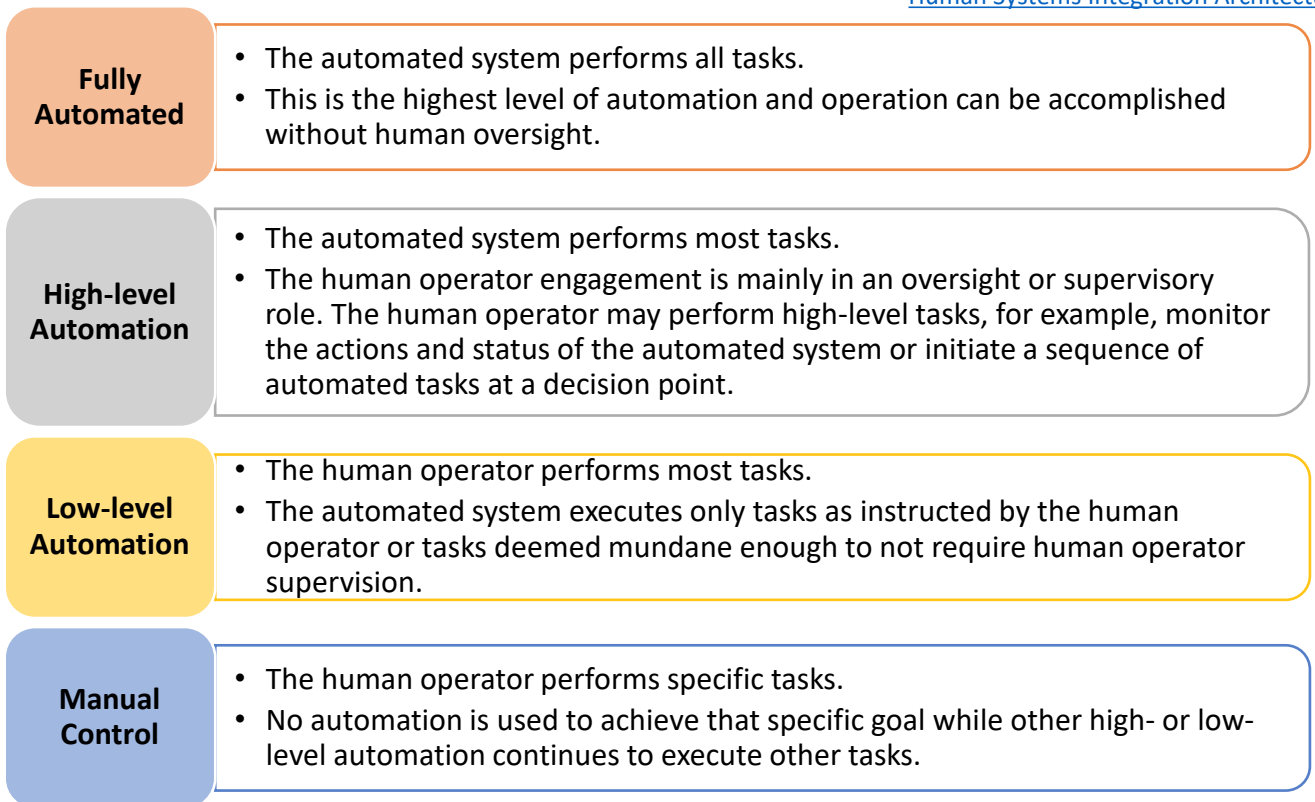 Human Systems Integration Architect
Fully
Automated
• The automated system performs all tasks.
• This is the highest level of automation and operation can be accomplished
without human oversight.
High-level
Automation
• The automated system performs most tasks.
• The human operator engagement is mainly in an oversight or supervisory
role. The human operator may perform high-level tasks, for example, monitor
the actions and status of the automated system or initiate a sequence of
automated tasks at a decision point.
Low-level
Automation
• The human operator performs most tasks.
• The automated system executes only tasks as instructed by the human
operator or tasks deemed mundane enough to not require human operator
supervision.
Manual
Control
• The human operator performs specific tasks.
• No automation is used to achieve that specific goal while other high- or low-
level automation continues to execute other tasks.